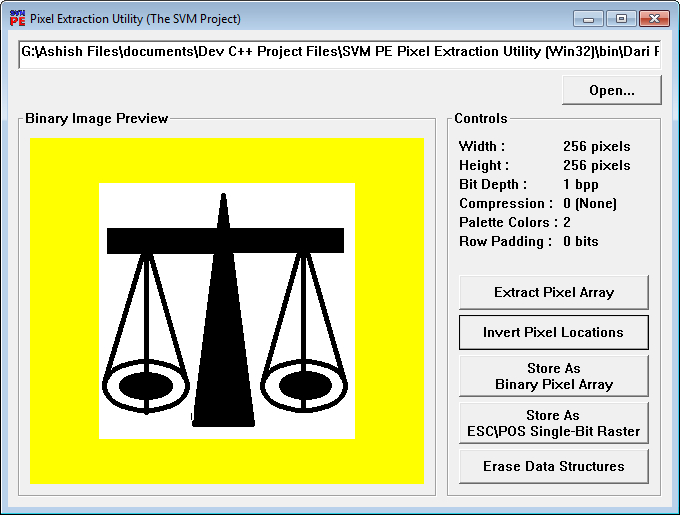 SVM
PE
Pixel Extraction Utility (The SVM Project)
G:\Ashish Files\documents\Dev C++ Project Files\SVM PE Pixel Extraction Utility (Win32)\bin\Dari
Open...
Binary Image Preview
Controls
Width : 256 pixels
Height : 256 pixels
Bit Depth : 1 bpp
Compression : 0 (None)
Palette Colors : 2
Row Padding : 0 bits
Extract Pixel Array
Invert Pixel Locations
Store As
Binary Pixel Array
Store As
ESC\POS Single-Bit Raster
Erase Data Structures